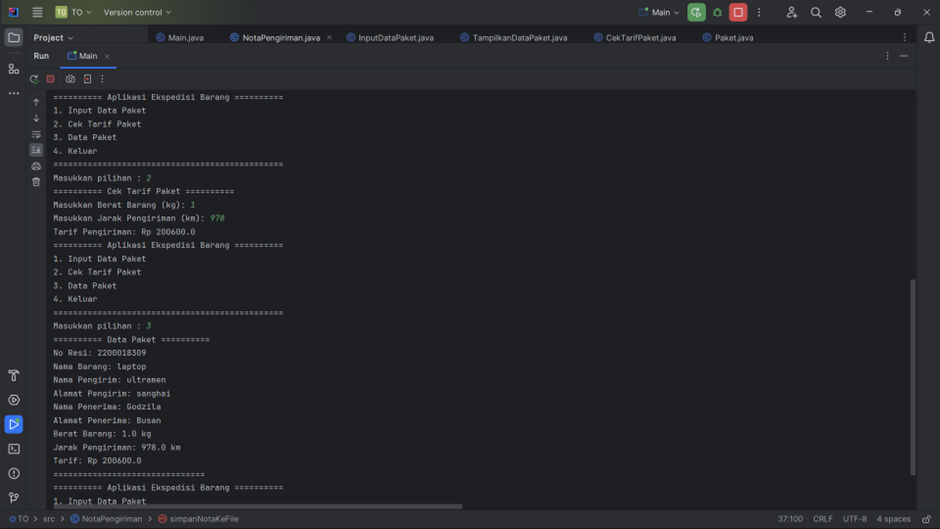 TO TO Version control Main
Project Main.java NotaPengiriman.java InputDataPaket.java TampilkanDataPaket.java CekTarifPaket.java Paket.java
Run Main
========== Aplikasi Ekspedisi Barang ==========
1. Input Data Paket
2. Cek Tarif Paket
3. Data Paket
4. Keluar
===============================================
Masukkan pilihan : 2
========== Cek Tarif Paket ==========
Masukkan Berat Barang (kg): 1
Masukkan Jarak Pengiriman (km): 978
Tarif Pengiriman: Rp 200600.0
========== Aplikasi Ekspedisi Barang ==========
1. Input Data Paket
2. Cek Tarif Paket
3. Data Paket
4. Keluar
===============================================
Masukkan pilihan : 3
========== Data Paket ==========
No Resi: 2200018309
Nama Barang: laptop
Nama Pengirim: ultramen
Alamat Pengirim: sanghai
Nama Penerima: Godzila
Alamat Penerima: Busan
Berat Barang: 1.0 kg
Jarak Pengiriman: 978.0 km
Tarif: Rp 200600.0
===============================
========== Aplikasi Ekspedisi Barang ==========
1. Input Data Paket
TO > src > NotaPengiriman > simpanNotaKeFile 37:100 CRLF UTF-8 4 spaces